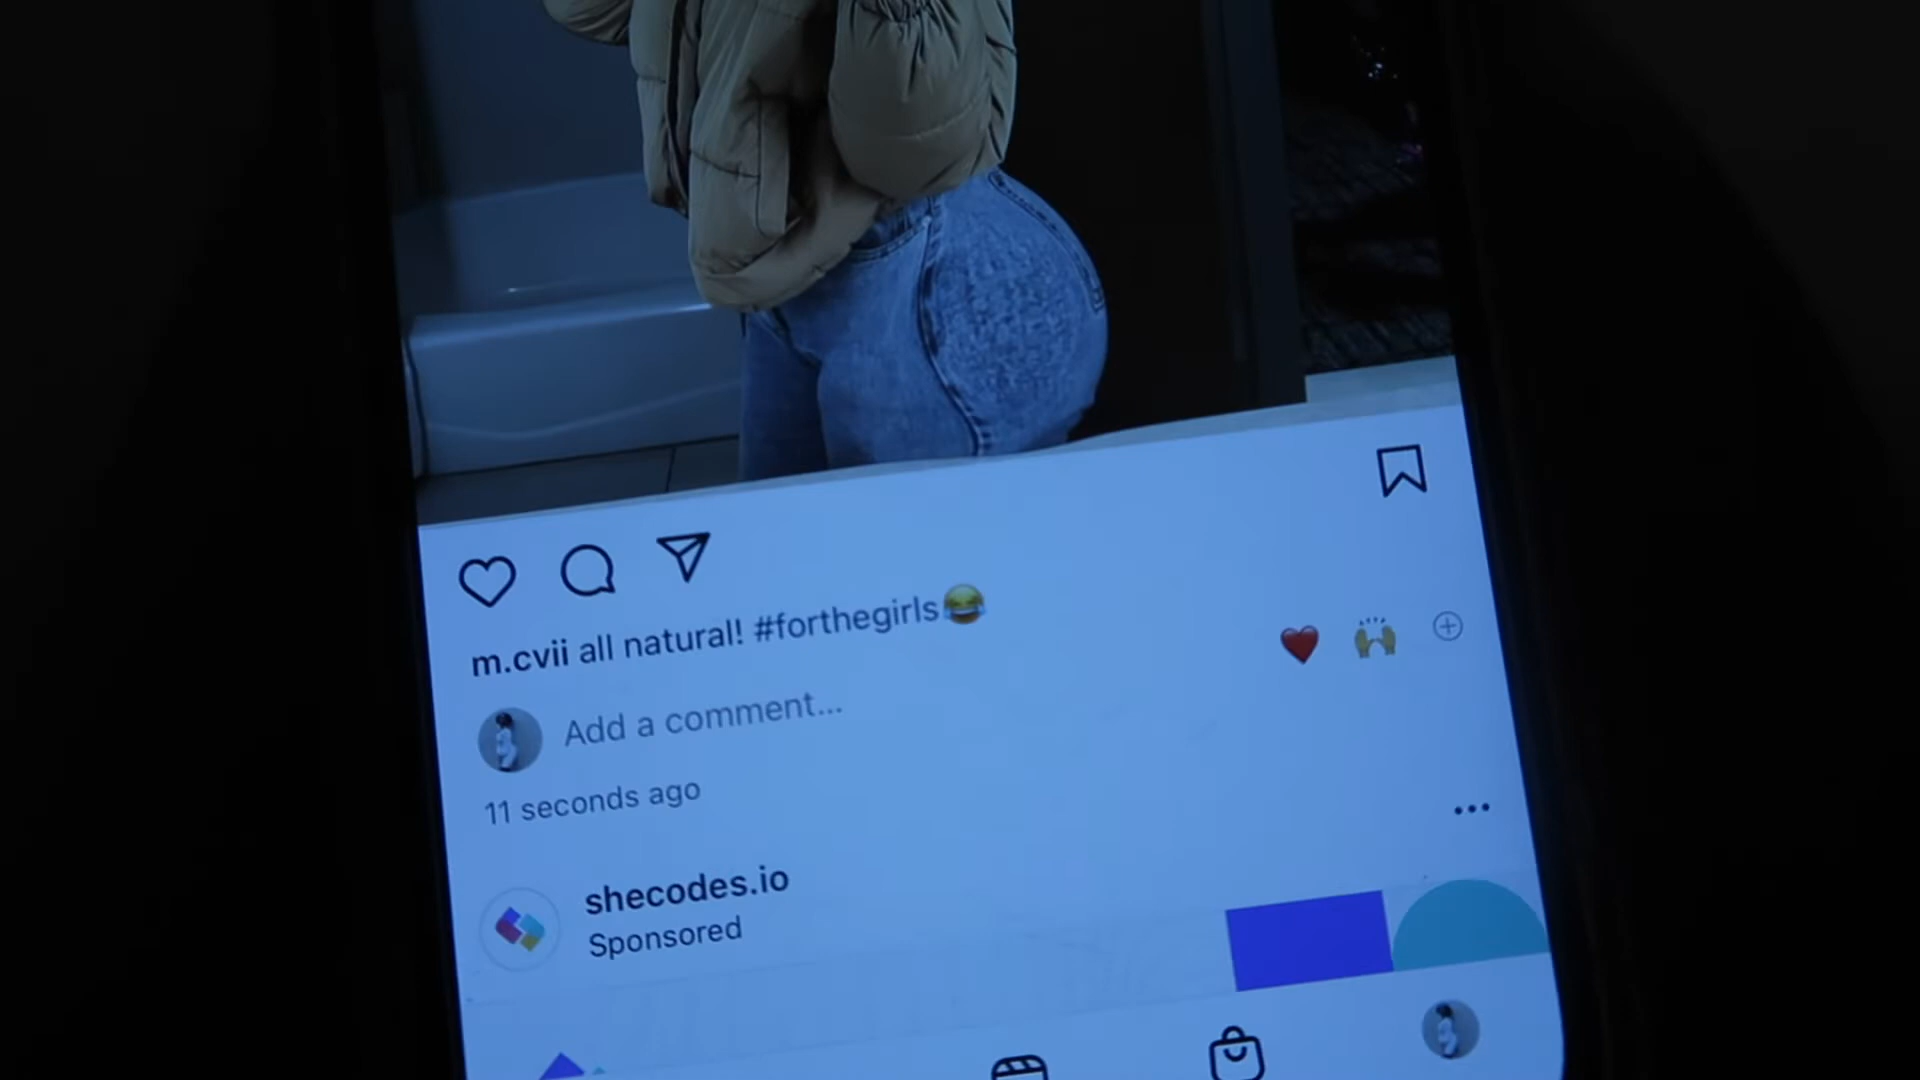 m.cvii all natural! #forthegirls😂
Add a comment...
11 seconds ago
shecodes.io
Sponsored